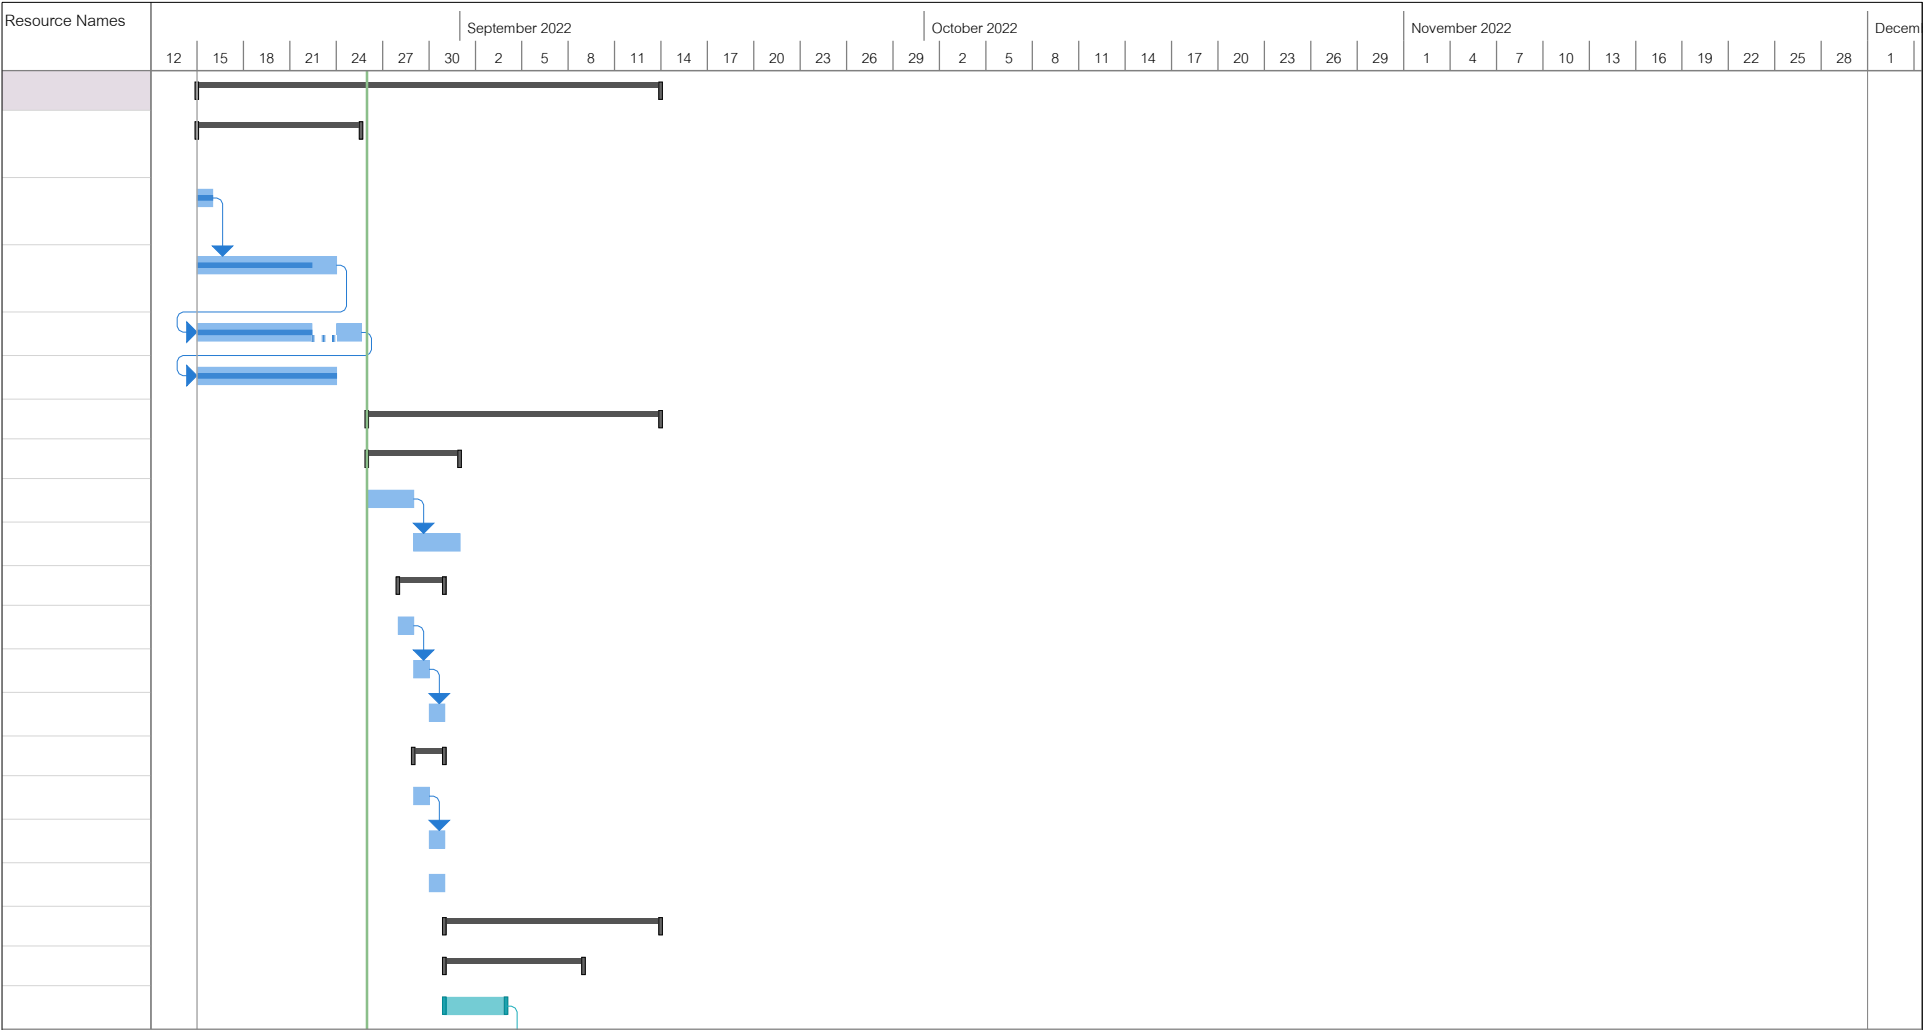 Resource Names
September 2022 October 2022 November 2022 Decem
12 15 18 21 24 27 30 2 5 8 11 14 17 20 23 26 29 2 5 8 11 14 17 20 23 26 29 1 4 7 10 13 16 19 22 25 28 1